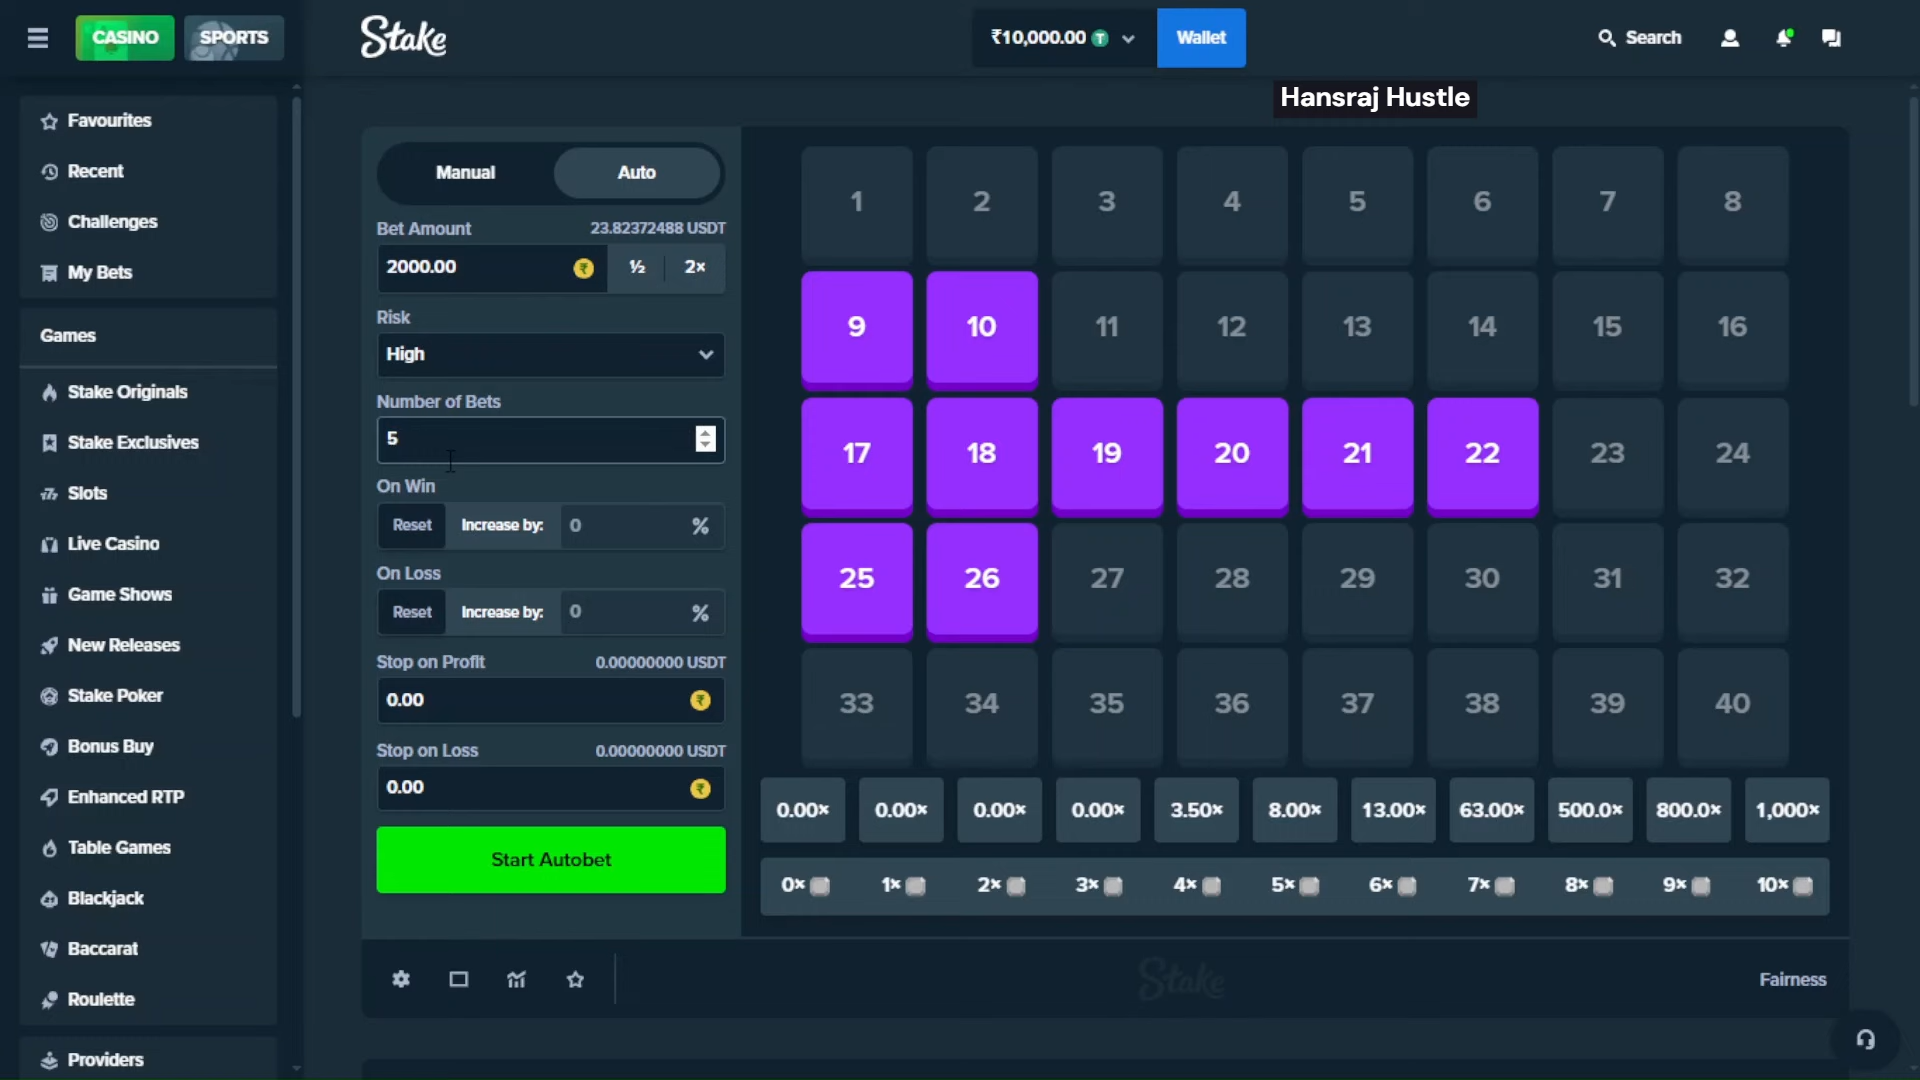 CASINO
SPORTS
Stake
₹10,000.00
Wallet
Search
Hansraj Hustle
Favourites
Recent
Challenges
My Bets
Games
Stake Originals
Stake Exclusives
Slots
Live Casino
Game Shows
New Releases
Stake Poker
Bonus Buy
Enhanced RTP
Table Games
Blackjack
Baccarat
Roulette
Providers
Manual Auto
Bet Amount 23.82372488 USDT
2000.00 ₹ ½ 2×
Risk
High
Number of Bets
5
On Win
Reset Increase by: 0 %
On Loss
Reset Increase by: 0 %
Stop on Profit 0.00000000 USDT
0.00 ₹
Stop on Loss 0.00000000 USDT
0.00 ₹
Start Autobet
1 2 3 4 5 6 7 8
9 10 11 12 13 14 15 16
17 18 19 20 21 22 23 24
25 26 27 28 29 30 31 32
33 34 35 36 37 38 39 40
0.00× 0.00× 0.00× 0.00× 3.50× 8.00× 13.00× 63.00× 500.0× 800.0× 1,000×
0× 1× 2× 3× 4× 5× 6× 7× 8× 9× 10×
Stake
Fairness